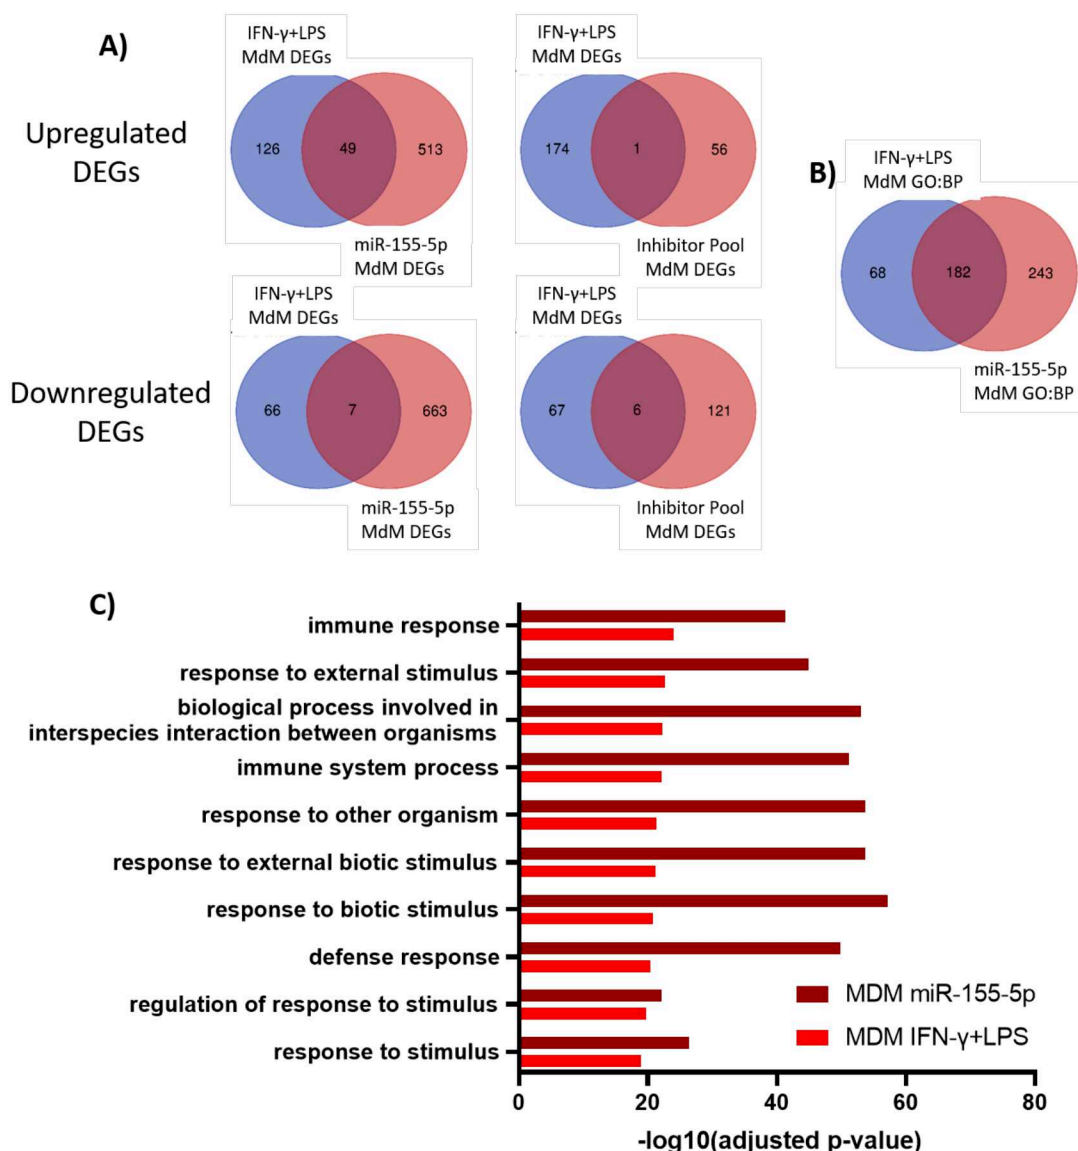 A)
IFN-γ+LPS
MdM DEGs
IFN-γ+LPS
MdM DEGs
Upregulated
DEGs
126 49 513
174 1 56
miR-155-5p
MdM DEGs
Inhibitor Pool
MdM DEGs
B)
IFN-γ+LPS
MdM GO:BP
68 182 243
miR-155-5p
MdM GO:BP
IFN-γ+LPS
MdM DEGs
IFN-γ+LPS
MdM DEGs
Downregulated
DEGs
66 7 663
67 6 121
miR-155-5p
MdM DEGs
Inhibitor Pool
MdM DEGs
C)
immune response
response to external stimulus
biological process involved in
interspecies interaction between organisms
immune system process
response to other organism
response to external biotic stimulus
response to biotic stimulus
defense response
regulation of response to stimulus
response to stimulus
MDM miR-155-5p
MDM IFN-γ+LPS
0 20 40 60 80
-log10(adjusted p-value)